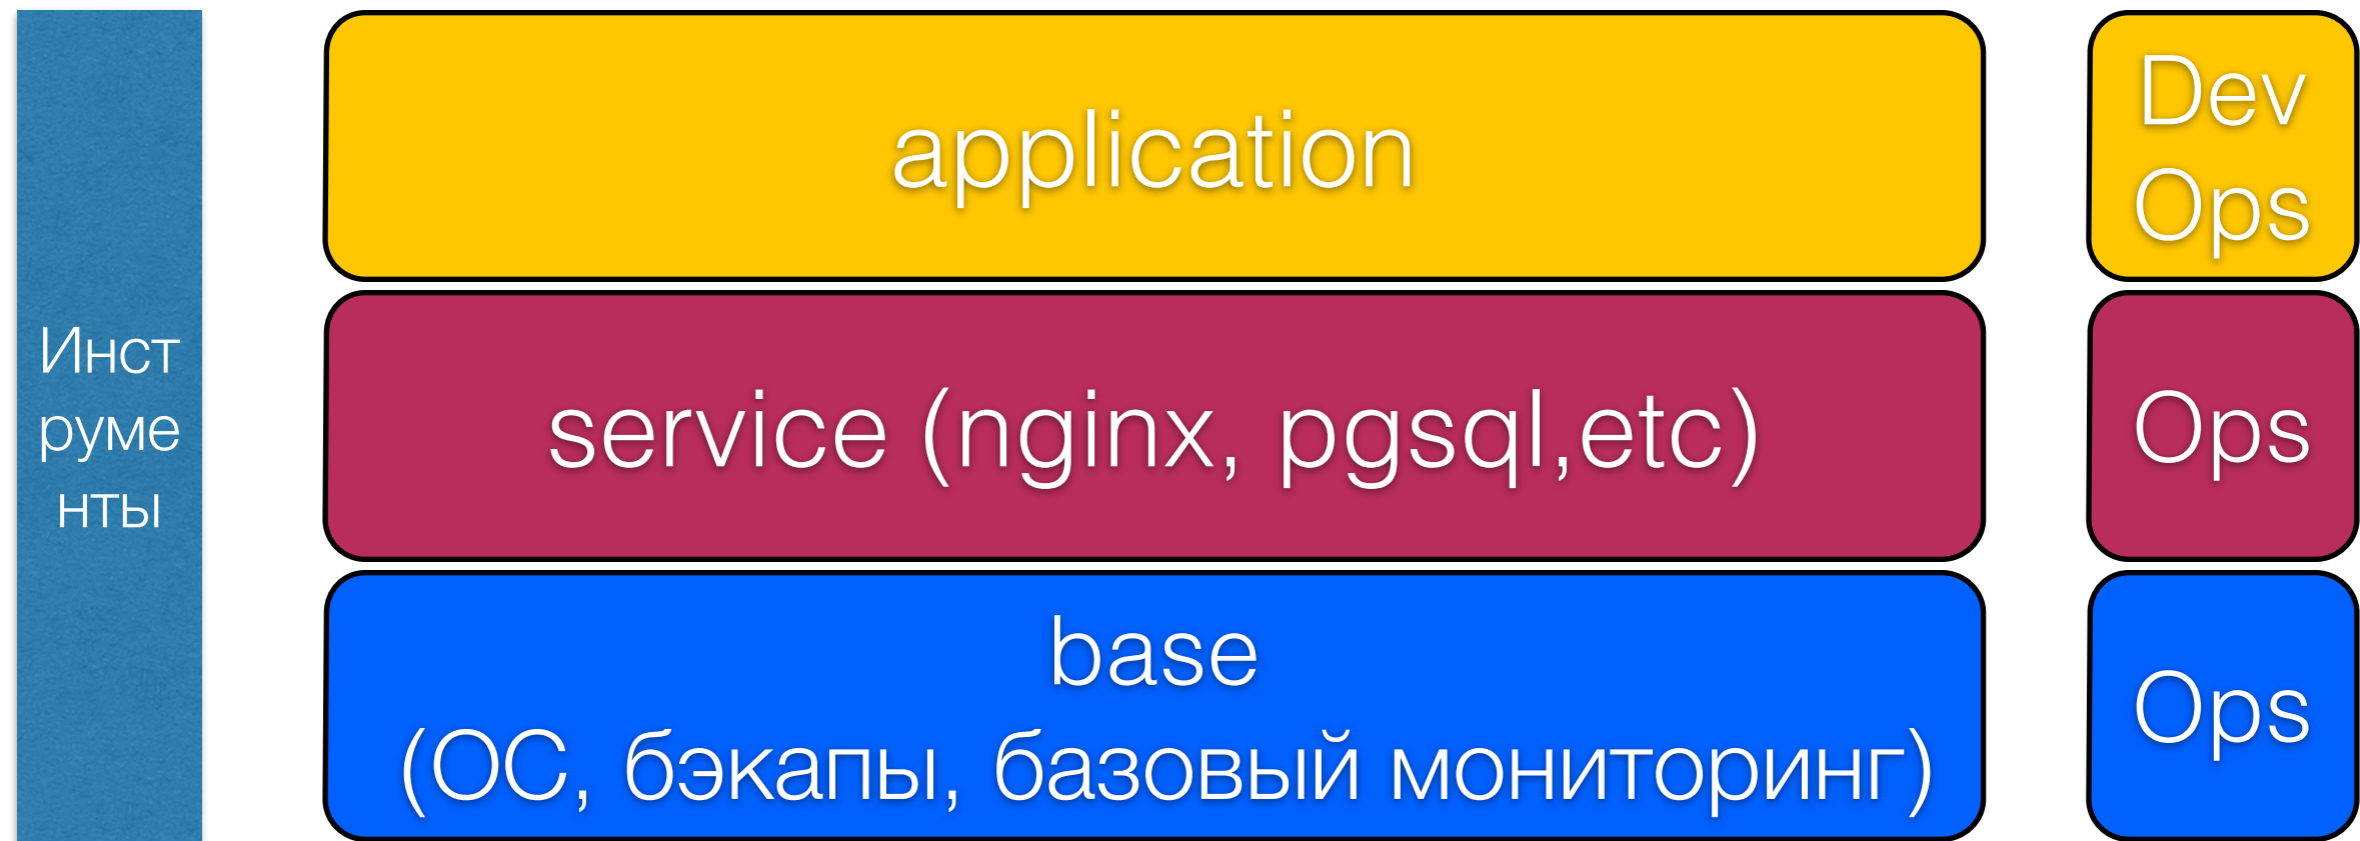 Инст
руме
нты
application
Dev
Ops
service (nginx, pgsql,etc)
Ops
base
(ОС, бэкапы, базовый мониторинг)
Ops